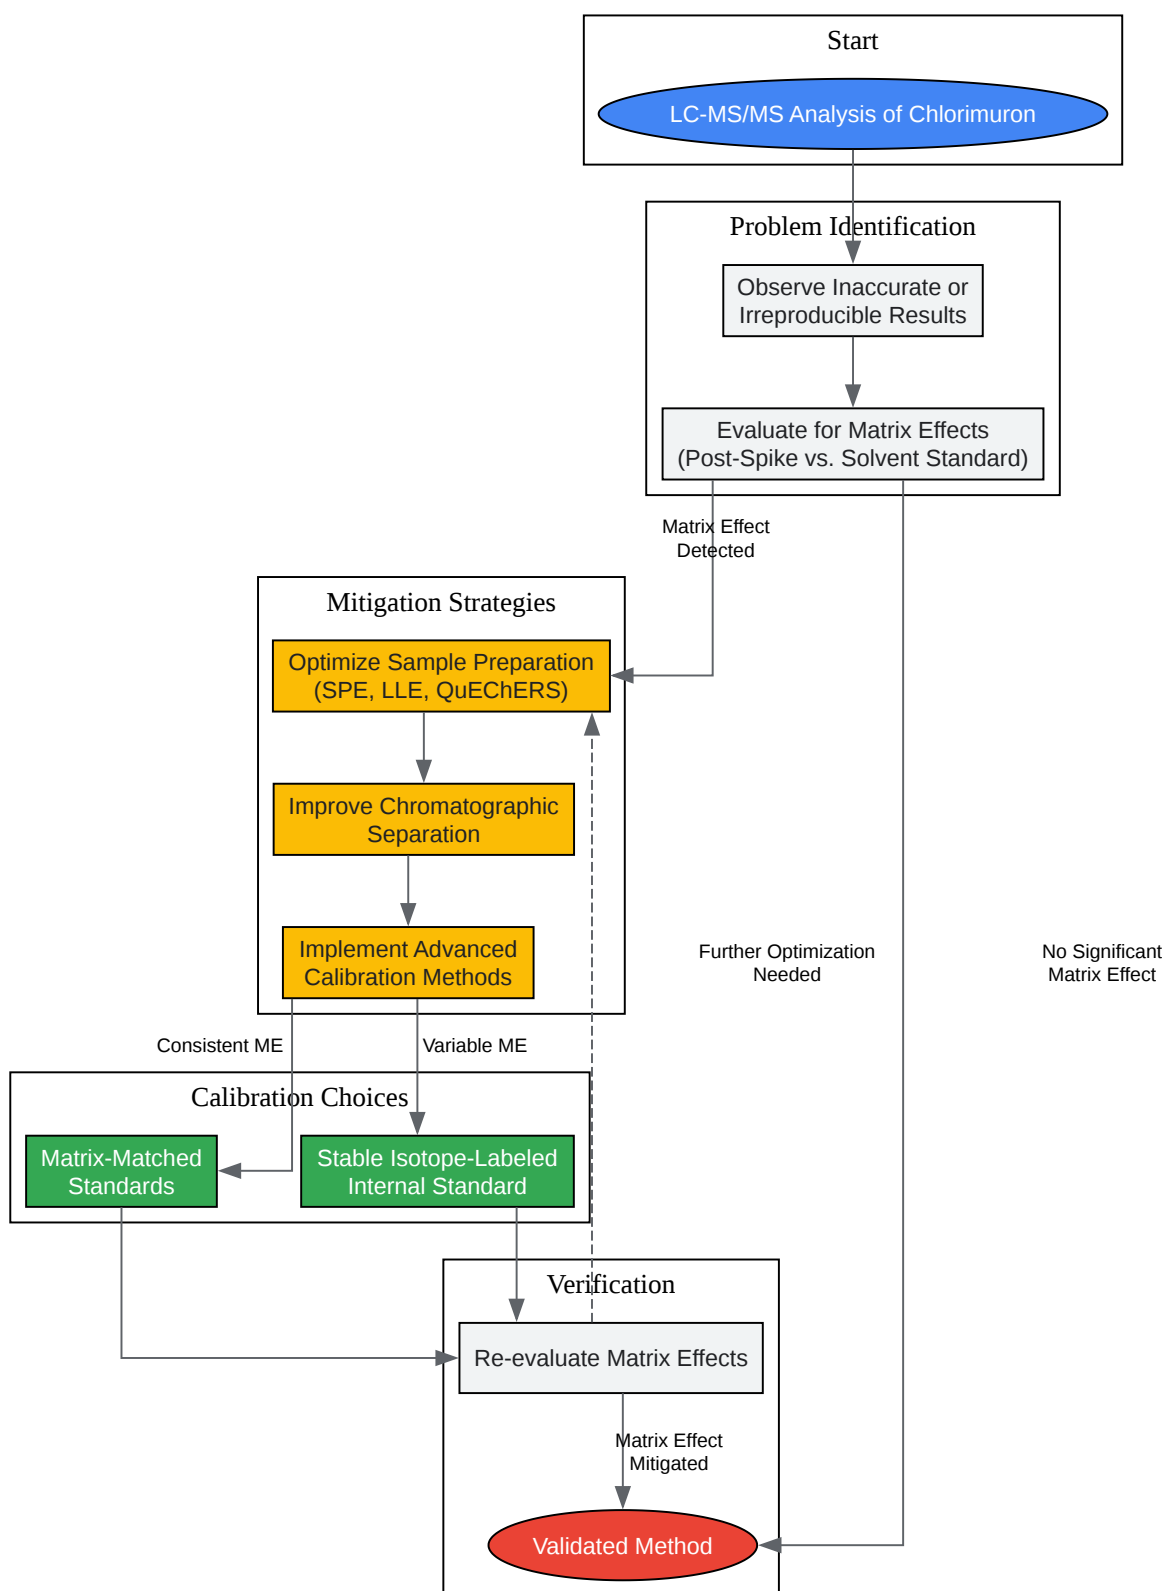 Start
LC-MS/MS Analysis of Chlorimuron
Problem Identification
Observe Inaccurate or
Irreproducible Results
Evaluate for Matrix Effects
(Post-Spike vs. Solvent Standard)
Matrix Effect
Detected
Mitigation Strategies
Optimize Sample Preparation
(SPE, LLE, QuEChERS)
Improve Chromatographic
Separation
Implement Advanced
Calibration Methods
Further Optimization
Needed
No Significant
Matrix Effect
Consistent ME
Variable ME
Calibration Choices
Matrix-Matched
Standards
Stable Isotope-Labeled
Internal Standard
Verification
Re-evaluate Matrix Effects
Matrix Effect
Mitigated
Validated Method